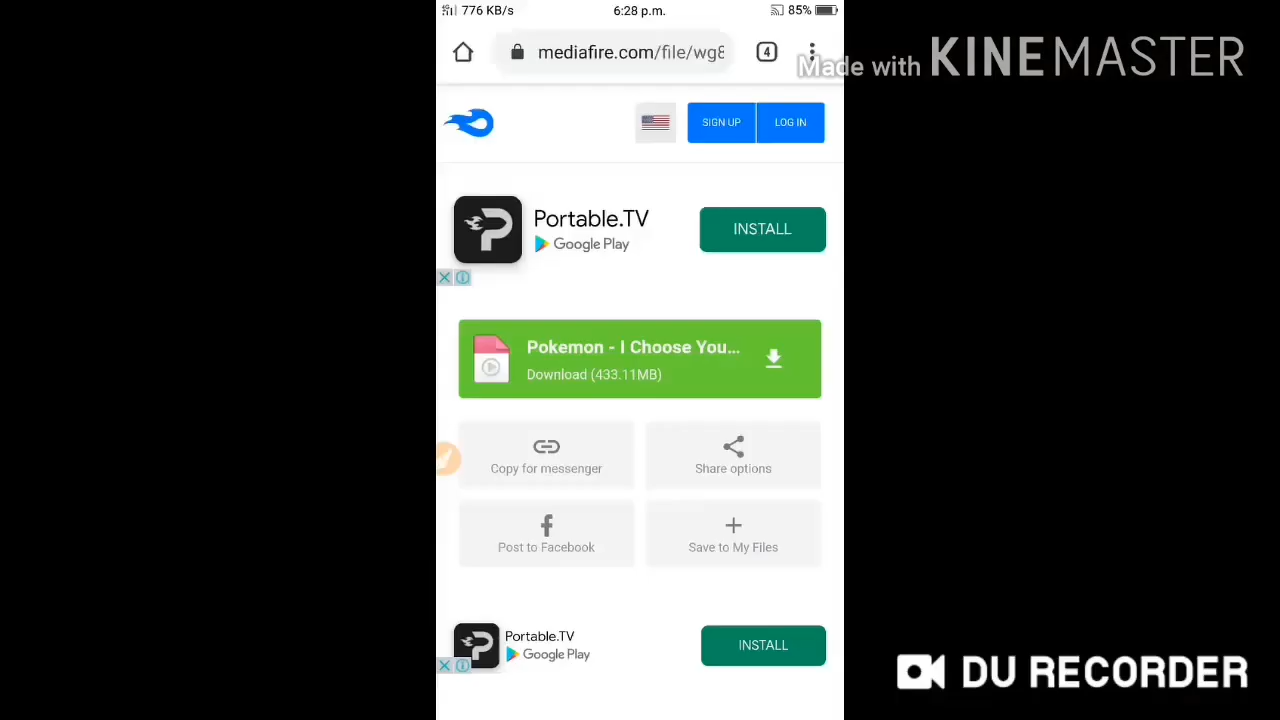 776 KB/s
6:28 p.m.
85%
mediafire.com/file/wg8
4
Made with KINEMASTER
SIGN UP
LOG IN
Portable.TV
Google Play
INSTALL
Pokemon - I Choose You...
Download (433.11MB)
Copy for messenger
Share options
Post to Facebook
Save to My Files
Portable.TV
Google Play
INSTALL
DU RECORDER